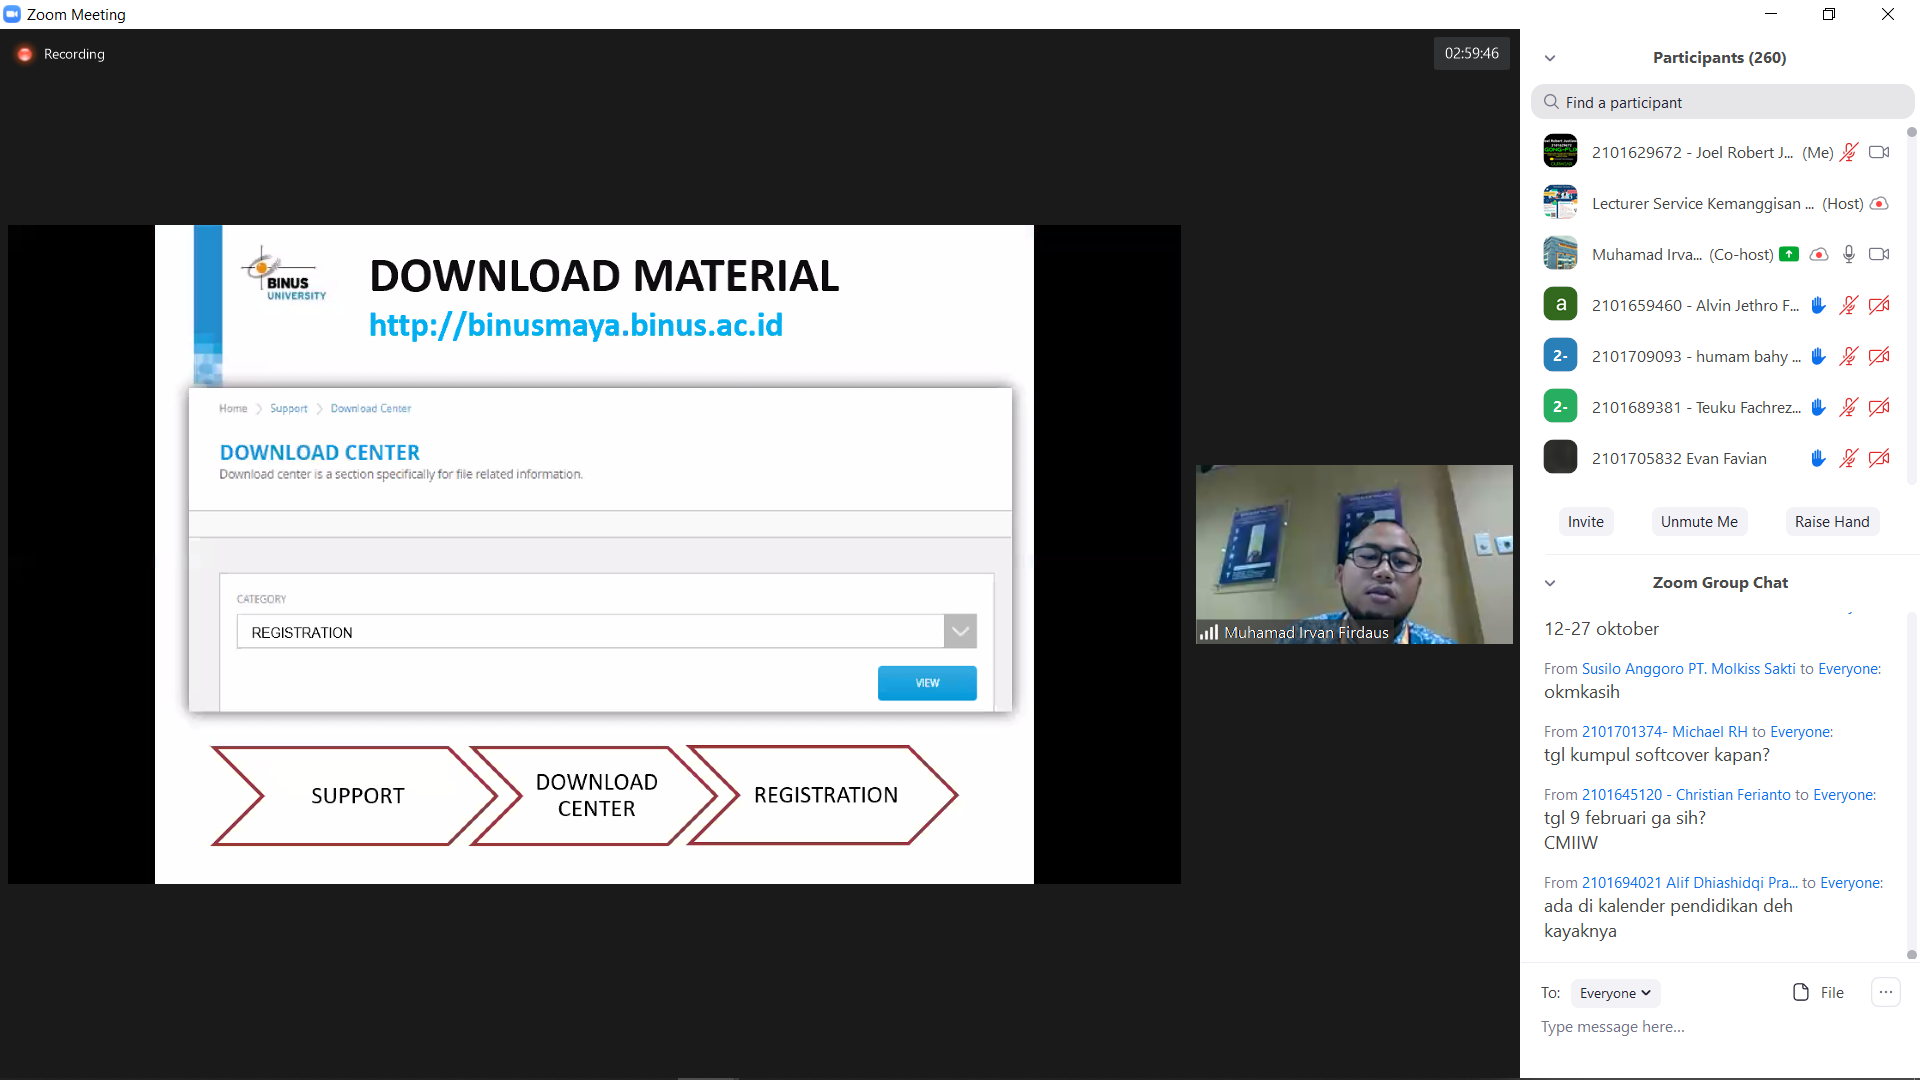 Zoom Meeting
Recording
02:59:46
BINUS
UNIVERSITY
DOWNLOAD MATERIAL
http://binusmaya.binus.ac.id
Home Support Download Center
DOWNLOAD CENTER
Download center is a section specifically for file related information.
CATEGORY
REGISTRATION
VIEW
SUPPORT
DOWNLOAD
CENTER
REGISTRATION
Muhamad Irvan Firdaus
Participants (260)
Find a participant
2101629672 - Joel Robert J... (Me)
Lecturer Service Kemanggisan ... (Host)
Muhamad Irva... (Co-host)
a 2101659460 - Alvin Jethro F...
2- 2101709093 - humam bahy ...
2- 2101689381 - Teuku Fachrez...
2101705832 Evan Favian
Invite Unmute Me Raise Hand
Zoom Group Chat
12-27 oktober
From Susilo Anggoro PT. Molkiss Sakti to Everyone:
okmkasih
From 2101701374- Michael RH to Everyone:
tgl kumpul softcover kapan?
From 2101645120 - Christian Ferianto to Everyone:
tgl 9 februari ga sih?
CMIIW
From 2101694021 Alif Dhiashidqi Pra... to Everyone:
ada di kalender pendidikan deh
kayaknya
To: Everyone File ...
Type message here...